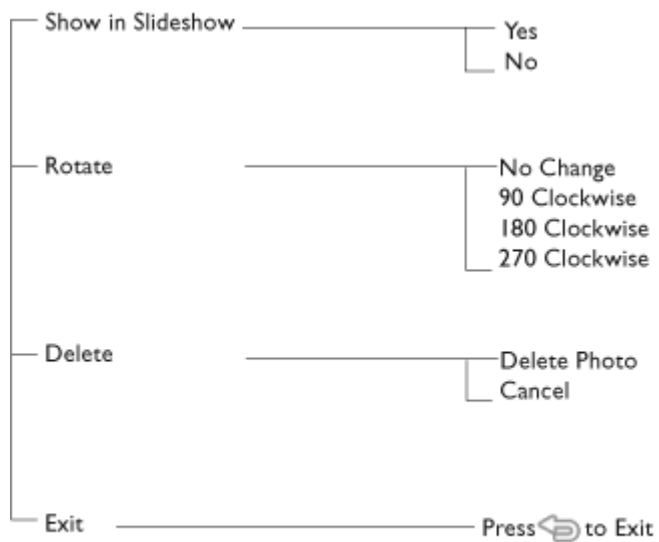 Show in Slideshow
Yes
No
Rotate
No Change
90 Clockwise
180 Clockwise
270 Clockwise
Delete
Delete Photo
Cancel
Exit
Press to Exit